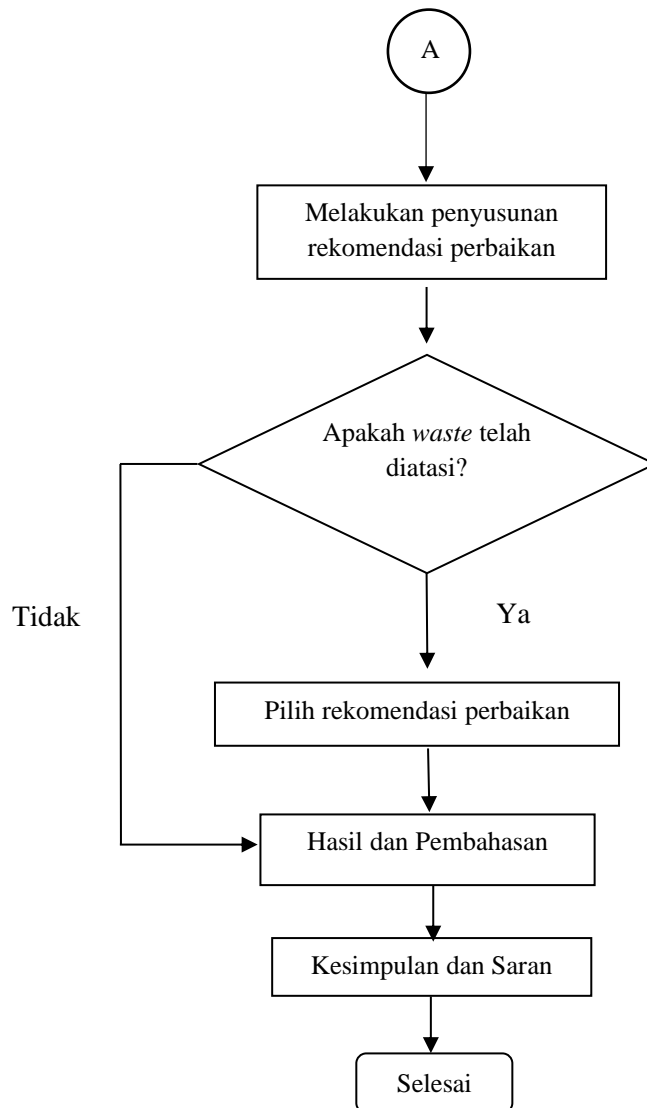 A
Melakukan penyusunan
rekomendasi perbaikan
Apakah waste telah
diatasi?
Tidak
Ya
Pilih rekomendasi perbaikan
Hasil dan Pembahasan
Kesimpulan dan Saran
Selesai